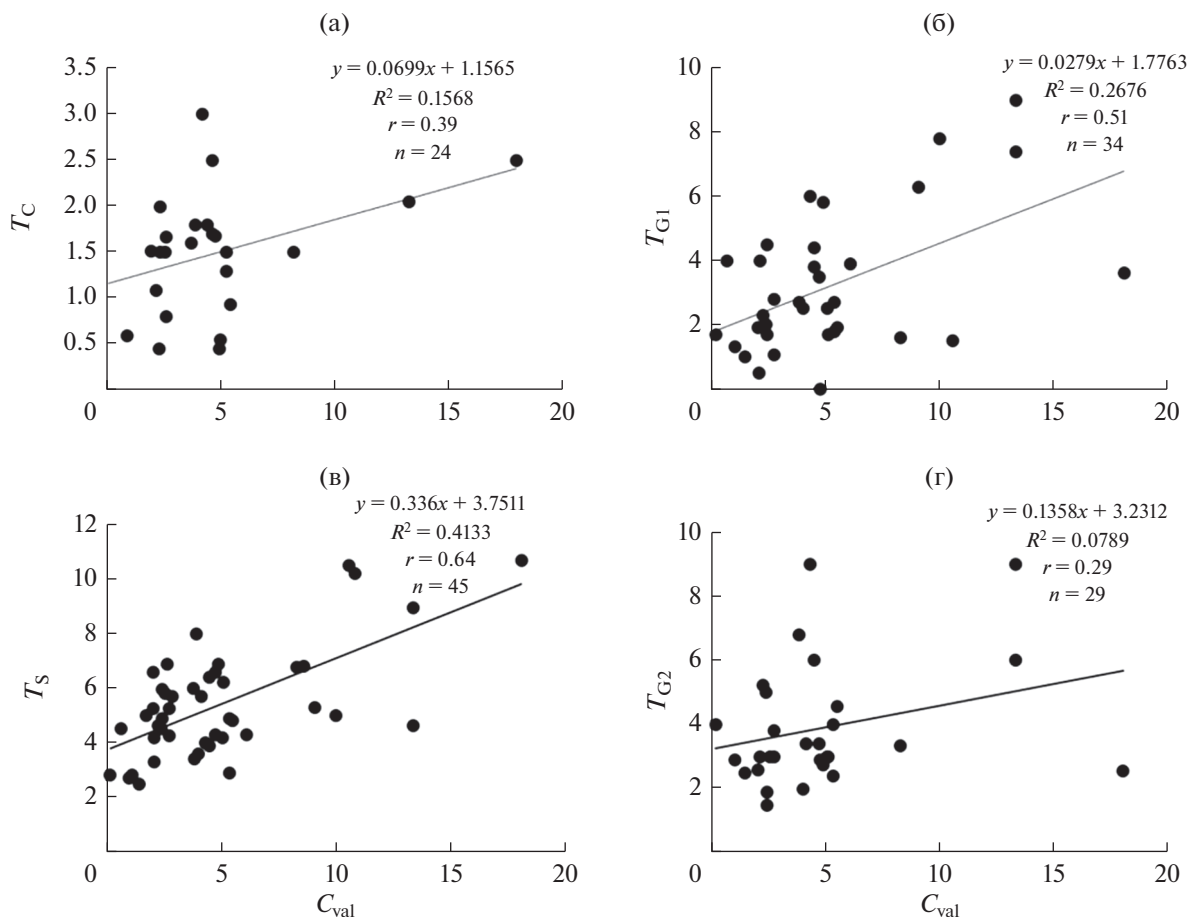 (а)
y = 0.0699x + 1.1565
R² = 0.1568
r = 0.39
n = 24
3.5
3.0
2.5
2.0
1.5
1.0
0.5
0
5
10
15
20
T_C
(б)
y = 0.0279x + 1.7763
R² = 0.2676
r = 0.51
n = 34
10
8
6
4
2
0
5
10
15
20
T_G1
(в)
y = 0.336x + 3.7511
R² = 0.4133
r = 0.64
n = 45
12
10
8
6
4
2
0
5
10
15
20
T_S
C_val
(г)
y = 0.1358x + 3.2312
R² = 0.0789
r = 0.29
n = 29
10
8
6
4
2
0
5
10
15
20
T_G2
C_val